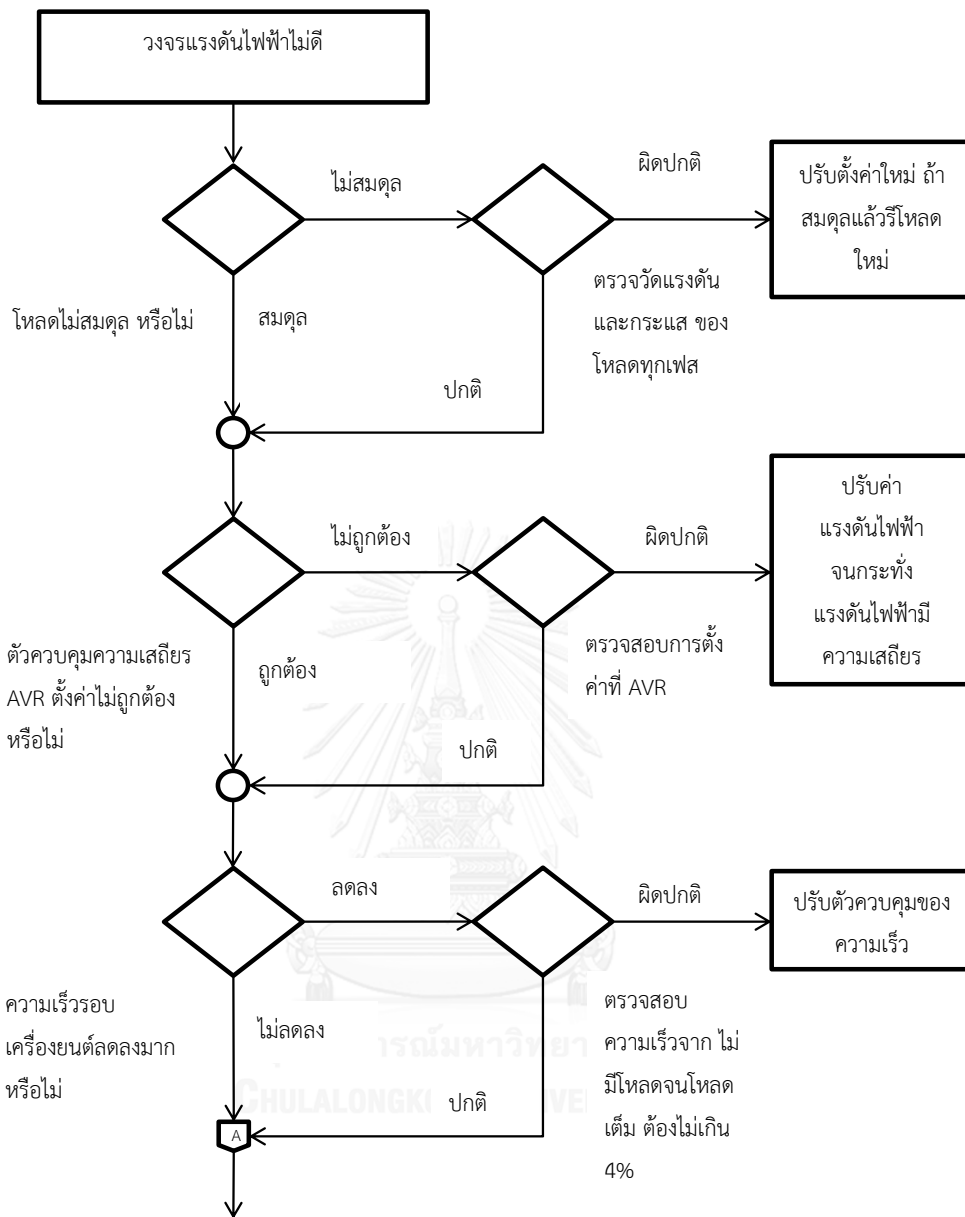 วงจรแรงดันไฟฟ้าไม่ดี
ไม่สมดุล
ผิดปกติ
ปรับตั้งค่าใหม่ ถ้า
สมดุลแล้วรีโหลด
ใหม่
โหลดไม่สมดุล หรือไม่
สมดุล
ตรวจวัดแรงดัน
และกระแส ของ
โหลดทุกเฟส
ปกติ
ไม่ถูกต้อง
ผิดปกติ
ปรับค่า
แรงดันไฟฟ้า
จนกระทั่ง
แรงดันไฟฟ้ามี
ความเสถียร
ตัวควบคุมความเสถียร
AVR ตั้งค่าไม่ถูกต้อง
หรือไม่
ถูกต้อง
ตรวจสอบการตั้ง
ค่าที่ AVR
ปกติ
ลดลง
ผิดปกติ
ปรับตัวควบคุมของ
ความเร็ว
ความเร็วรอบ
เครื่องยนต์ลดลงมาก
หรือไม่
ไม่ลดลง
ตรวจสอบ
ความเร็วจาก ไม่
มีโหลดจนโหลด
เต็ม ต้องไม่เกิน
4%
ปกติ
A
ารณ์มหาวิทยา
CHULALONGK
VE